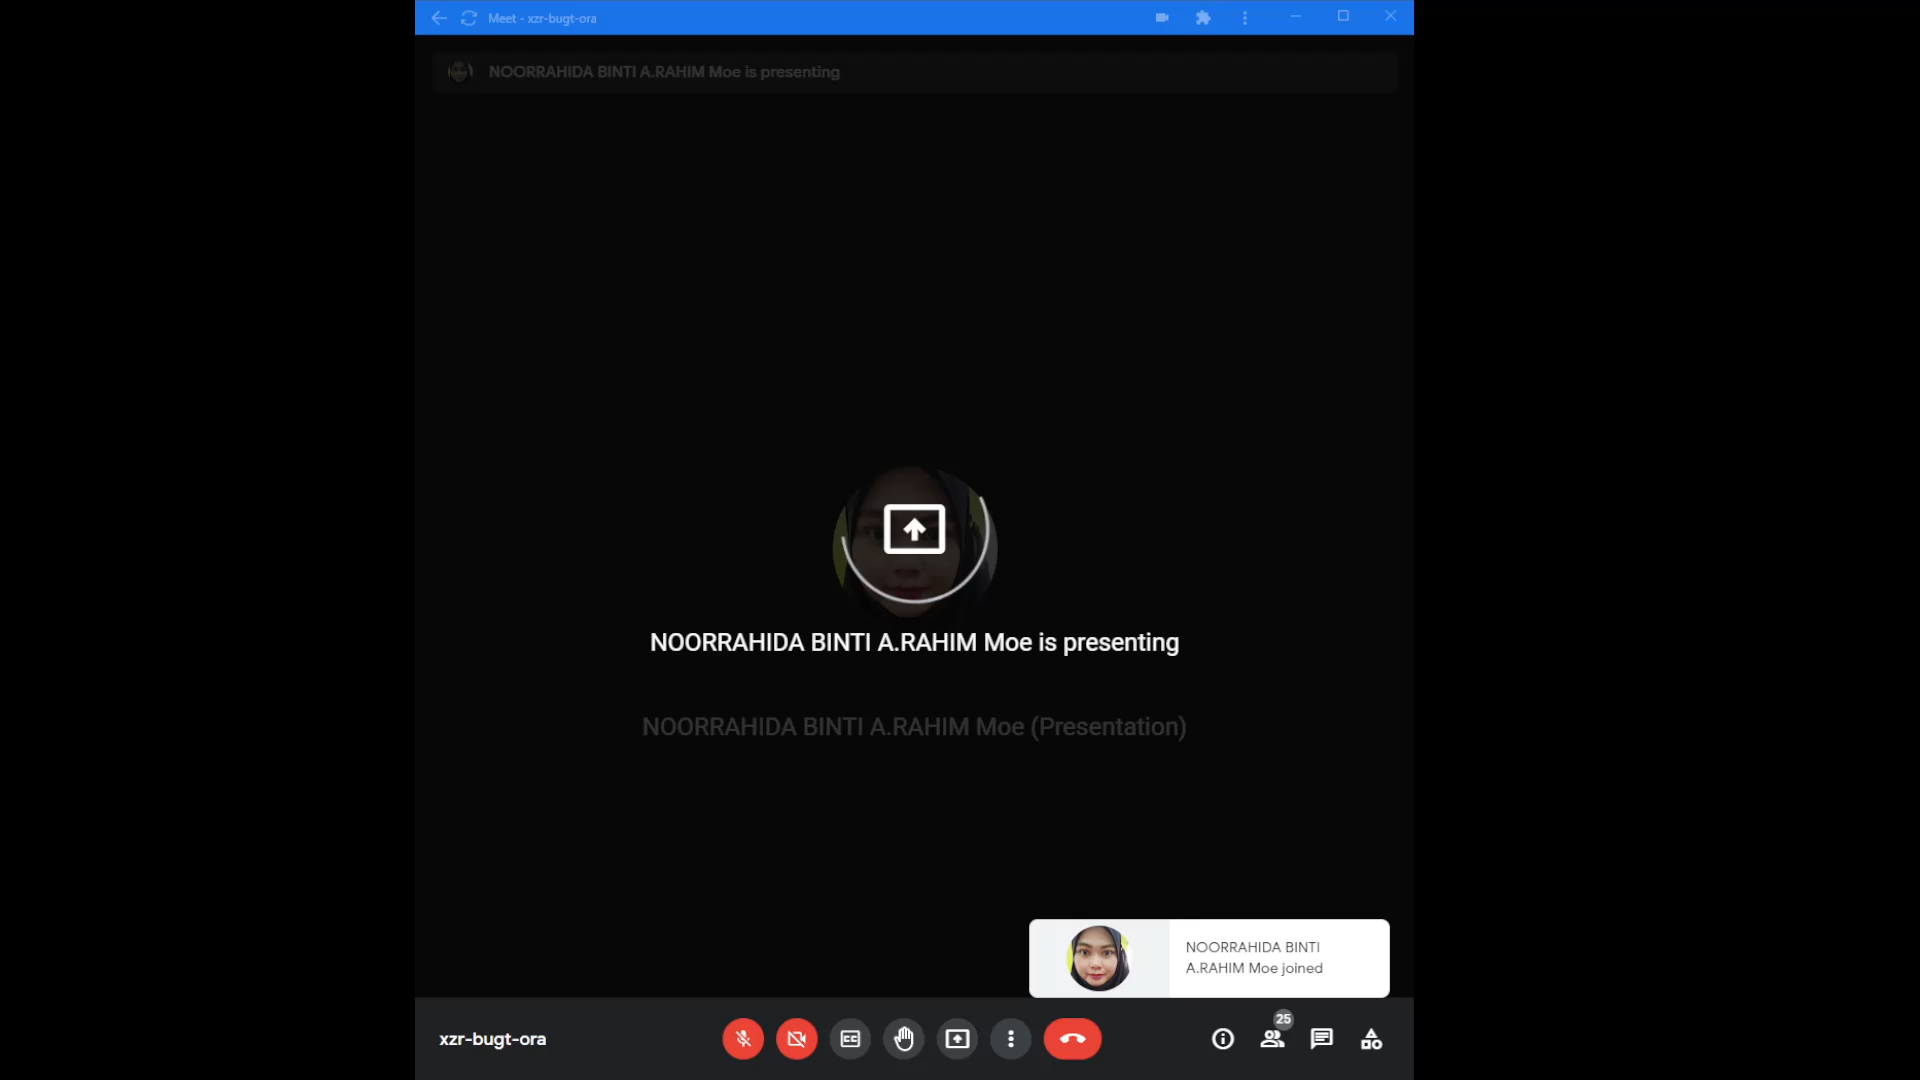 Meet - xzr-bugt-ora
NOORRAHIDA BINTI A.RAHIM Moe is presenting
NOORRAHIDA BINTI A.RAHIM Moe is presenting
NOORRAHIDA BINTI A.RAHIM Moe (Presentation)
NOORRAHIDA BINTI
A.RAHIM Moe joined
25
xzr-bugt-ora
CC